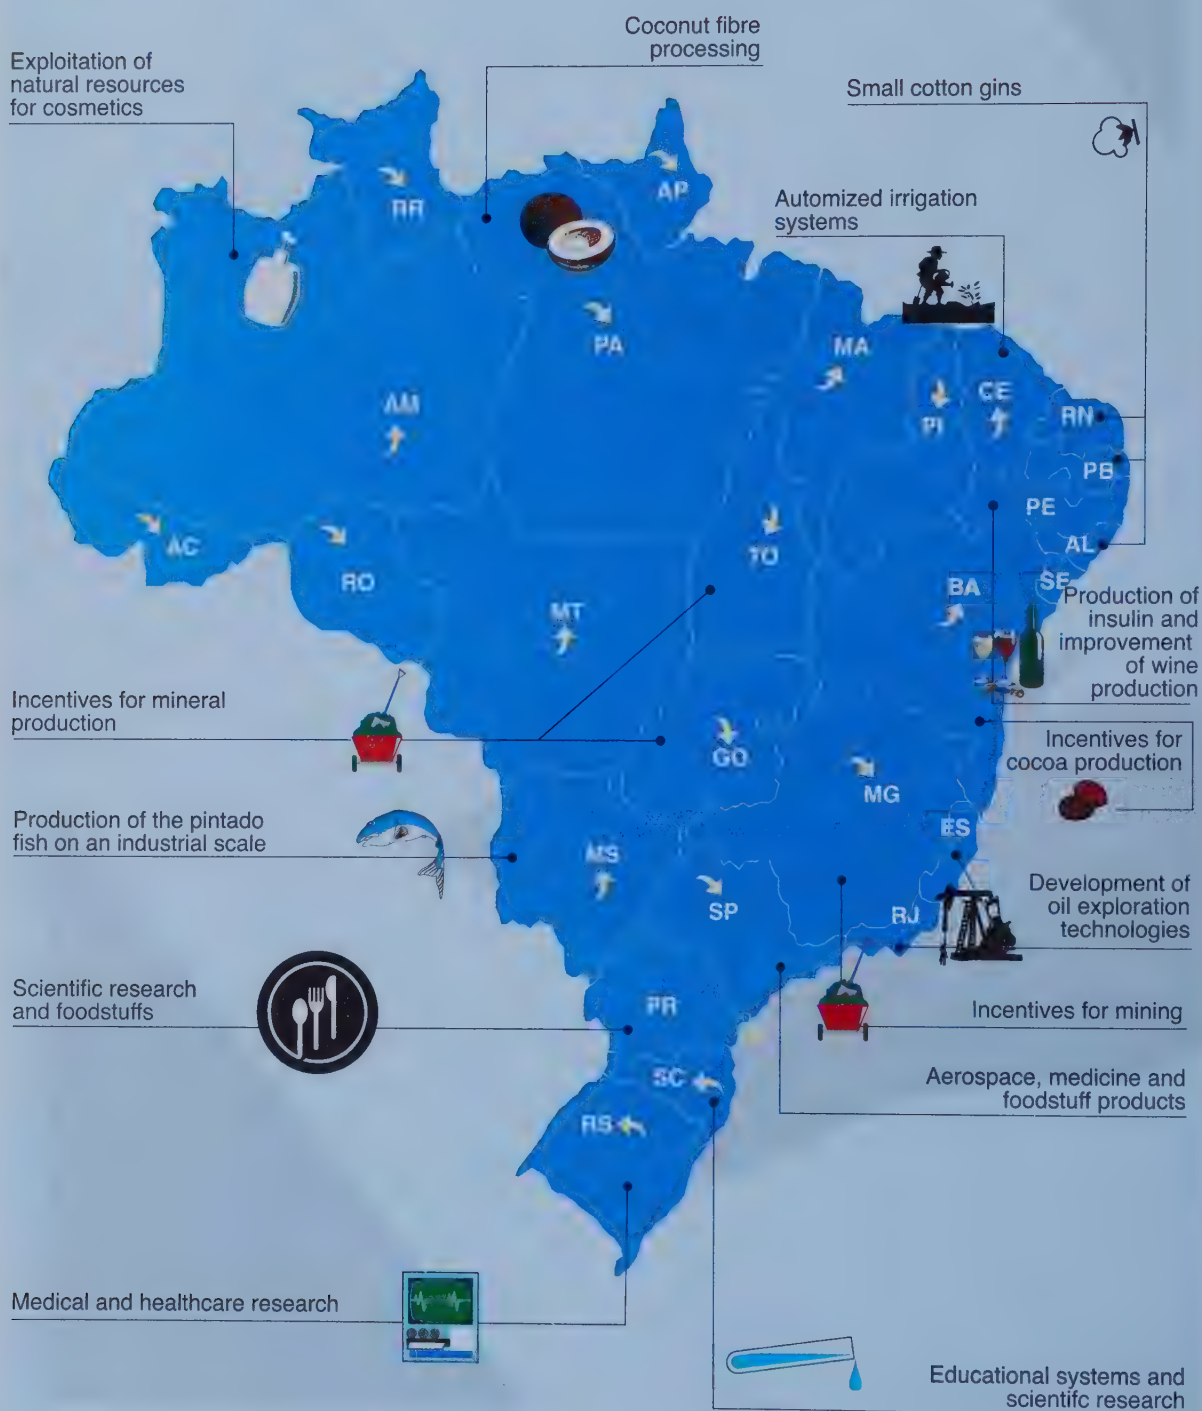 Coconut fibre
processing
Exploitation of
natural resources
for cosmetics
Small cotton gins
Automized irrigation
systems
RR
AP
PA
MA
AM
PI
CE
RN
PB
PE
AL
SE
AC
RO
TO
BA
MT
Production of
insulin and
improvement
of wine
production
Incentives for mineral
production
GO
MG
Incentives for
cocoa production
Production of the pintado
fish on an industrial scale
ES
MS
SP
RJ
Development of
oil exploration
technologies
Scientific research
and foodstuffs
PR
Incentives for mining
SC
Aerospace, medicine and
foodstuff products
RS
Medical and healthcare research
Educational systems and
scientifc research